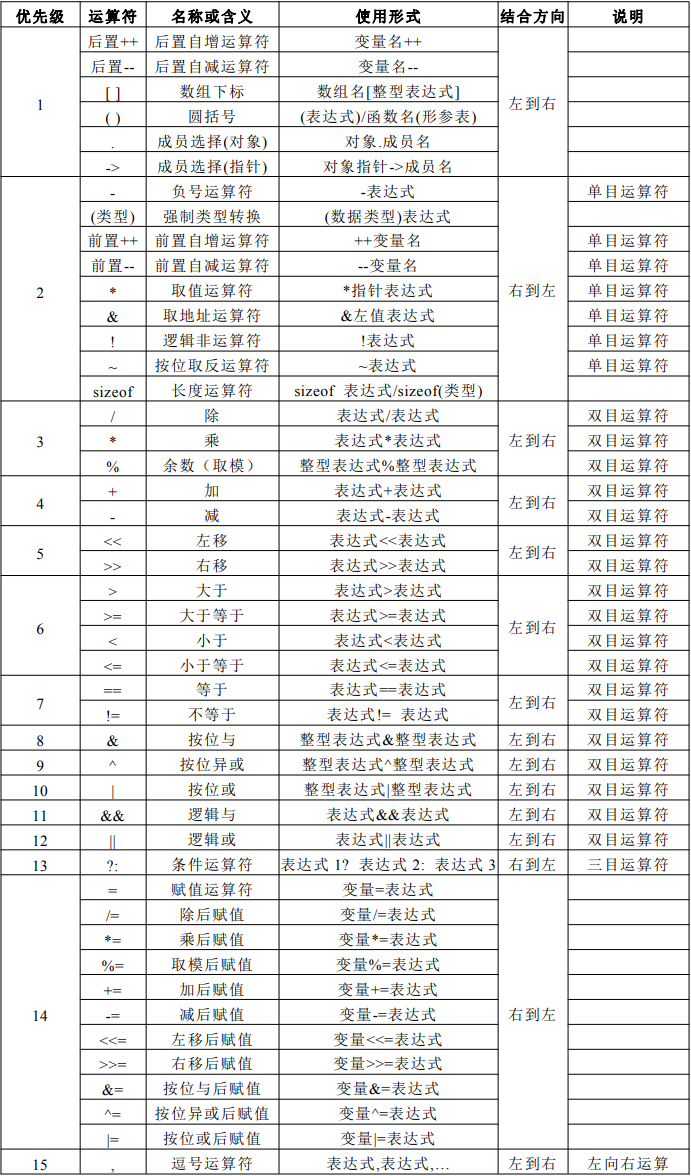 优先级 运算符 名称或含义 使用形式 结合方向 说明
1 后置++ 后置自增运算符 变量名++ 左到右
后置-- 后置自减运算符 变量名--
[ ] 数组下标 数组名[整型表达式]
( ) 圆括号 (表达式)/函数名(形参表)
. 成员选择(对象) 对象.成员名
-> 成员选择(指针) 对象指针->成员名
2 - 负号运算符 -表达式 右到左 单目运算符
(类型) 强制类型转换 (数据类型)表达式
前置++ 前置自增运算符 ++变量名 单目运算符
前置-- 前置自减运算符 --变量名 单目运算符
* 取值运算符 *指针表达式 单目运算符
& 取地址运算符 &左值表达式 单目运算符
! 逻辑非运算符 !表达式 单目运算符
~ 按位取反运算符 ~表达式 单目运算符
sizeof 长度运算符 sizeof 表达式/sizeof(类型)
3 / 除 表达式/表达式 左到右 双目运算符
* 乘 表达式*表达式 双目运算符
% 余数（取模） 整型表达式%整型表达式 双目运算符
4 + 加 表达式+表达式 左到右 双目运算符
- 减 表达式-表达式 双目运算符
5 << 左移 表达式<<表达式 左到右 双目运算符
>> 右移 表达式>>表达式 双目运算符
6 > 大于 表达式>表达式 左到右 双目运算符
>= 大于等于 表达式>=表达式 双目运算符
< 小于 表达式<表达式 双目运算符
<= 小于等于 表达式<=表达式 双目运算符
7 == 等于 表达式==表达式 左到右 双目运算符
!= 不等于 表达式!= 表达式 双目运算符
8 & 按位与 整型表达式&整型表达式 左到右 双目运算符
9 ^ 按位异或 整型表达式^整型表达式 左到右 双目运算符
10 | 按位或 整型表达式|整型表达式 左到右 双目运算符
11 && 逻辑与 表达式&&表达式 左到右 双目运算符
12 || 逻辑或 表达式||表达式 左到右 双目运算符
13 ?: 条件运算符 表达式1? 表达式2: 表达式3 右到左 三目运算符
14 = 赋值运算符 变量=表达式 右到左
/= 除后赋值 变量/=表达式
*= 乘后赋值 变量*=表达式
%= 取模后赋值 变量%=表达式
+= 加后赋值 变量+=表达式
-= 减后赋值 变量-=表达式
<<= 左移后赋值 变量<<=表达式
>>= 右移后赋值 变量>>=表达式
&= 按位与后赋值 变量&=表达式
^= 按位异或后赋值 变量^=表达式
|= 按位或后赋值 变量|=表达式
15 , 逗号运算符 表达式,表达式,… 左到右 左向右运算